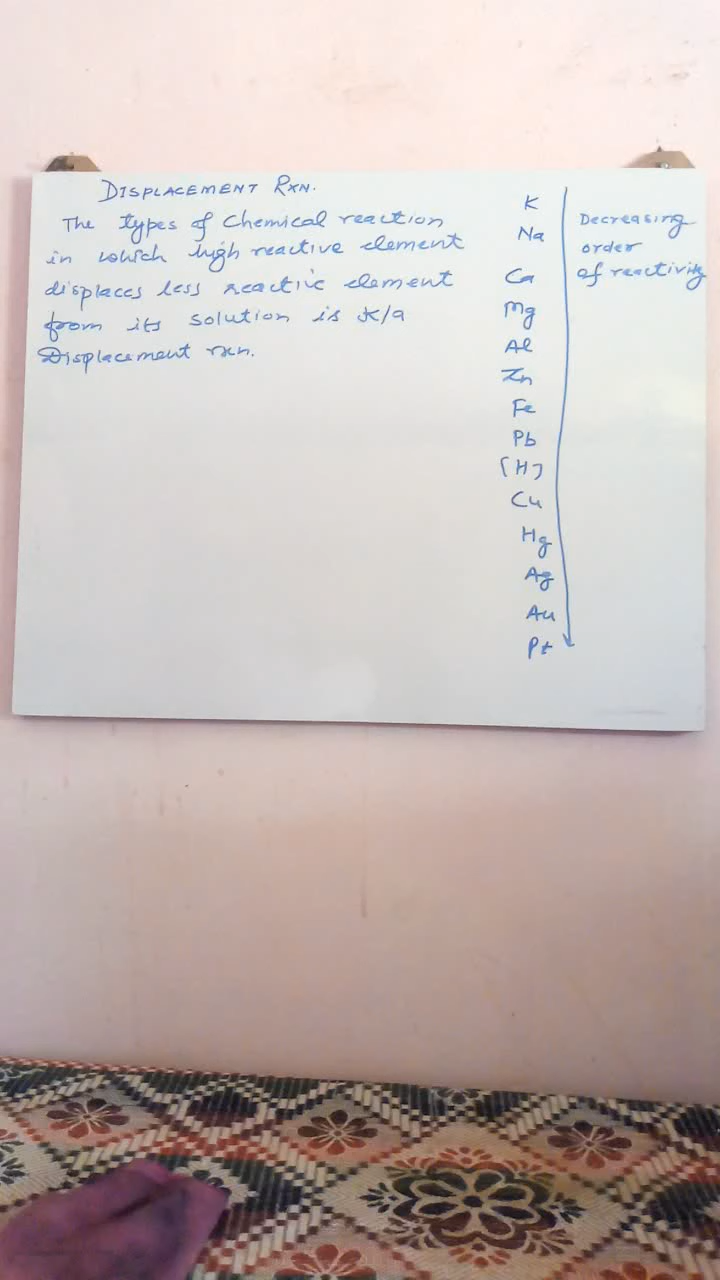 DISPLACEMENT RXN.
The types of Chemical reaction
in which high reactive element
displaces less reactive element
from its solution is k/a
Displacement rxn.
K
Na
Ca
Mg
Al
Zn
Fe
Pb
[H]
Cu
Hg
Ag
Au
Pt
Decreasing
order
of reactivity